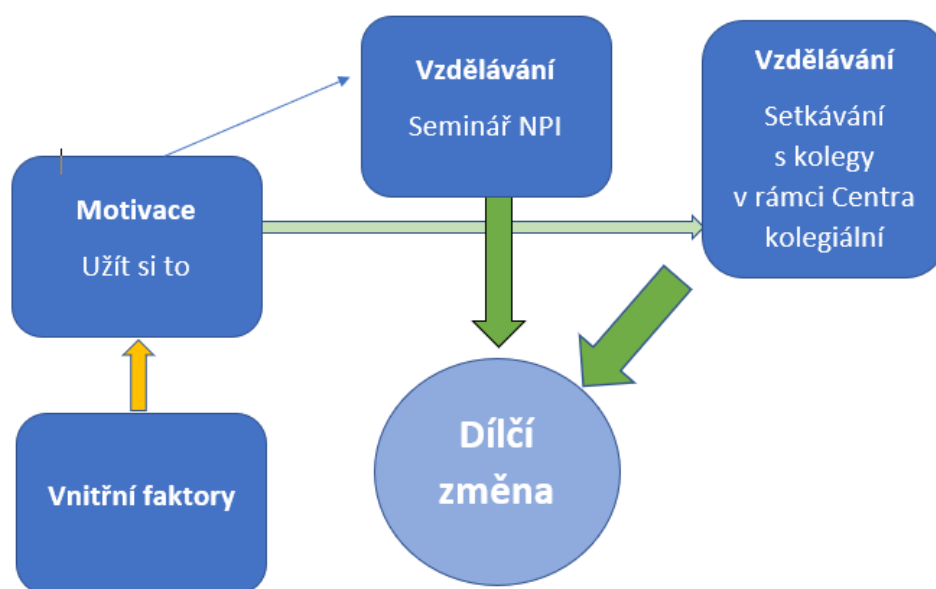 Vzdělávání
Seminář NPI
Vzdělávání
Setkávání
s kolegy
v rámci Centra
kolegiální
Motivace
Užít si to
Vnitřní faktory
Dílčí
změna